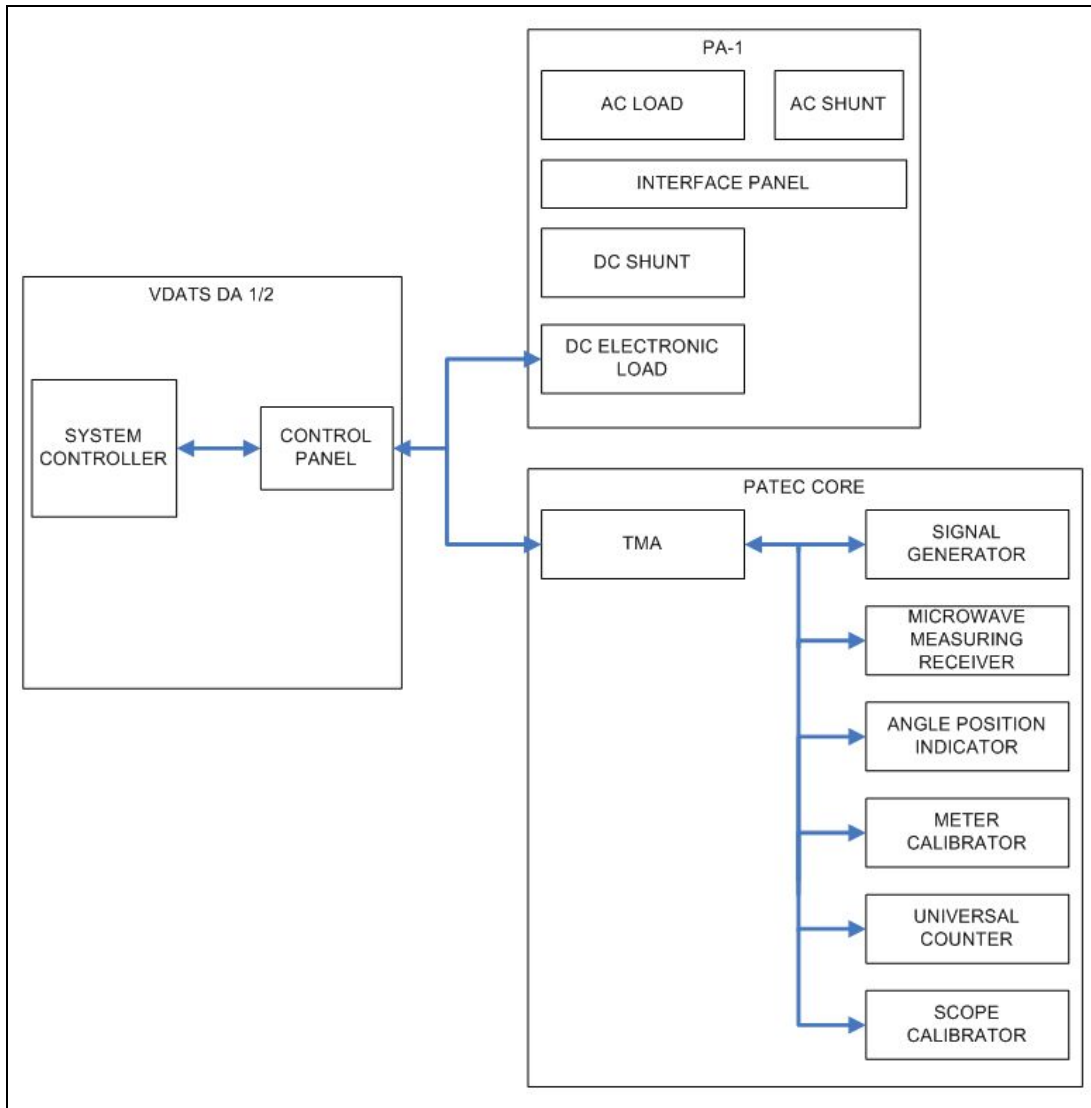 PA-1
AC LOAD
AC SHUNT
INTERFACE PANEL
DC SHUNT
DC ELECTRONIC
LOAD
VDATS DA 1/2
SYSTEM
CONTROLLER
CONTROL
PANEL
PATEC CORE
TMA
SIGNAL
GENERATOR
MICROWAVE
MEASURING
RECEIVER
ANGLE POSITION
INDICATOR
METER
CALIBRATOR
UNIVERSAL
COUNTER
SCOPE
CALIBRATOR